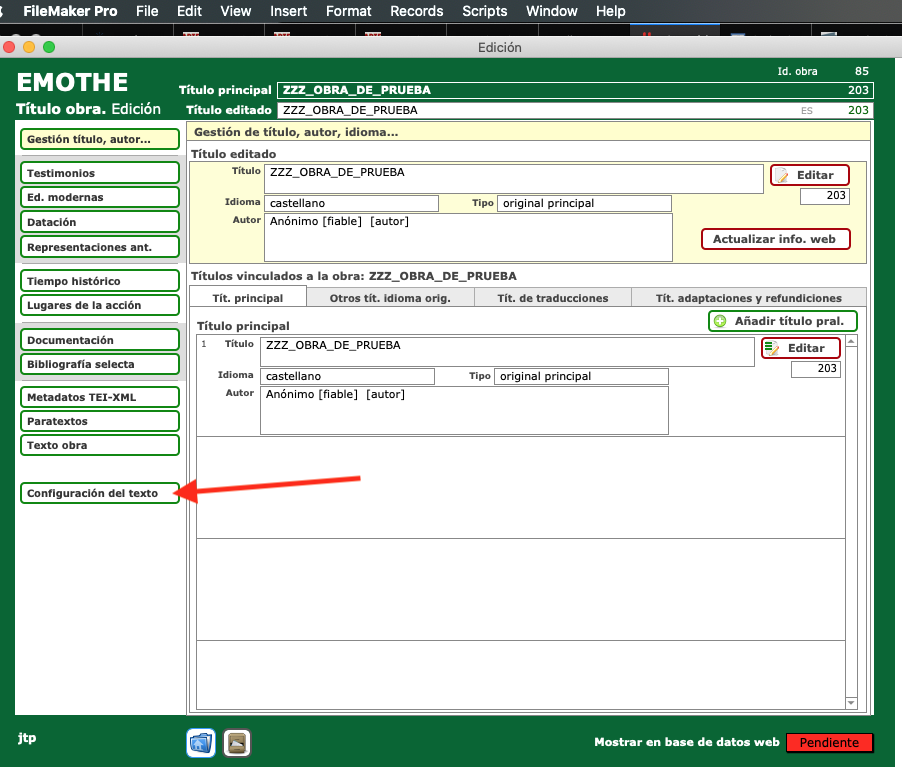 FileMaker Pro File Edit View Insert Format Records Scripts Window Help
Edición
EMOTHE
Id. obra 85
Título principal ZZZ_OBRA_DE_PRUEBA 203
Título obra. Edición
Título editado ZZZ_OBRA_DE_PRUEBA ES 203
Gestión título, autor...
Testimonios
Ed. modernas
Datación
Representaciones ant.
Tiempo histórico
Lugares de la acción
Documentación
Bibliografía selecta
Metadatos TEI-XML
Paratextos
Texto obra
Configuración del texto
Gestión de título, autor, idioma...
Título editado
Título ZZZ_OBRA_DE_PRUEBA Editar
203
Idioma castellano Tipo original principal
Autor Anónimo [fiable] [autor]
Actualizar info. web
Títulos vinculados a la obra: ZZZ_OBRA_DE_PRUEBA
Tít. principal Otros tít. idioma orig. Tít. de traducciones Tít. adaptaciones y refundiciones
Título principal Añadir título pral.
1 Título ZZZ_OBRA_DE_PRUEBA Editar
203
Idioma castellano Tipo original principal
Autor Anónimo [fiable] [autor]
jtp
Mostrar en base de datos web Pendiente